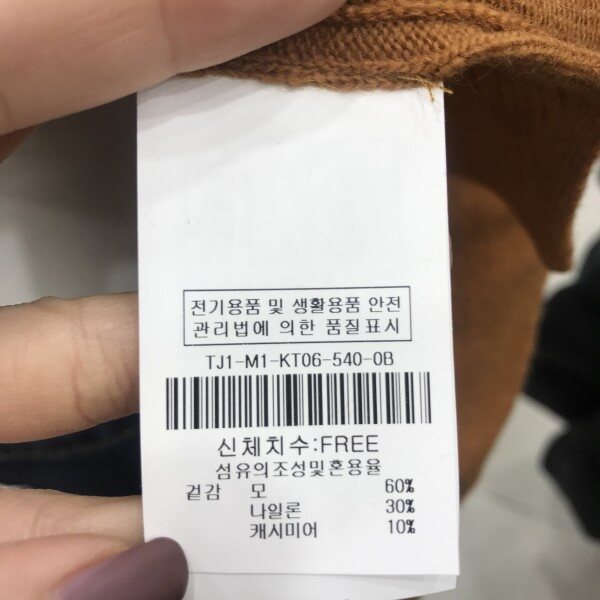 전기용품 및 생활용품 안전
관리법에 의한 품질표시
TJ1-M1-KT06-540-0B
신체치수:FREE
섬유의조성및혼용율
겉감 모 60%
나일론 30%
캐시미어 10%